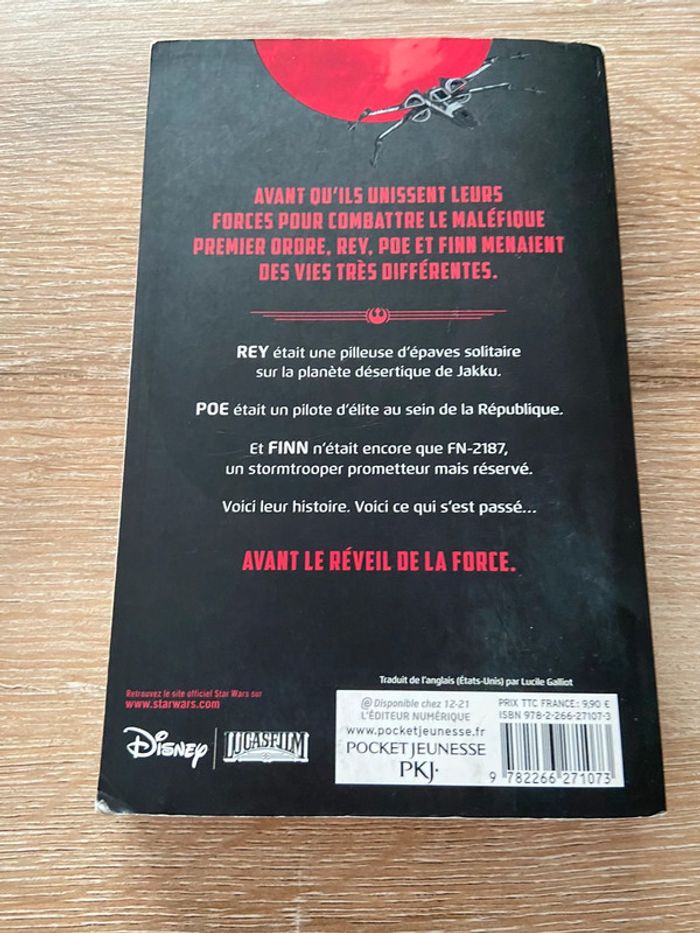 AVANT QU'ILS UNISSENT LEURS
FORCES POUR COMBATTRE LE MALÉFIQUE
PREMIER ORDRE, REY, POE ET FINN MENAIENT
DES VIES TRÈS DIFFÉRENTES.
REY était une pilleuse d'épaves solitaire
sur la planète désertique de Jakku.
POE était un pilote d'élite au sein de la République.
Et FINN n'était encore que FN-2187,
un stormtrooper prometteur mais réservé.
Voici leur histoire. Voici ce qui s'est passé...
AVANT LE RÉVEIL DE LA FORCE.
Traduit de l'anglais (États-Unis) par Lucile Galliot
Retrouvez le site officiel Star Wars sur
www.starwars.com
Disney
LUCASFILM
@ Disponible chez 12-21
L'ÉDITEUR NUMÉRIQUE
www.pocketjeunesse.fr
POCKET JEUNESSE
PKJ.
PRIX TTC FRANCE: 9,90 €
ISBN 978-2-266-27107-3
9 782266 271073